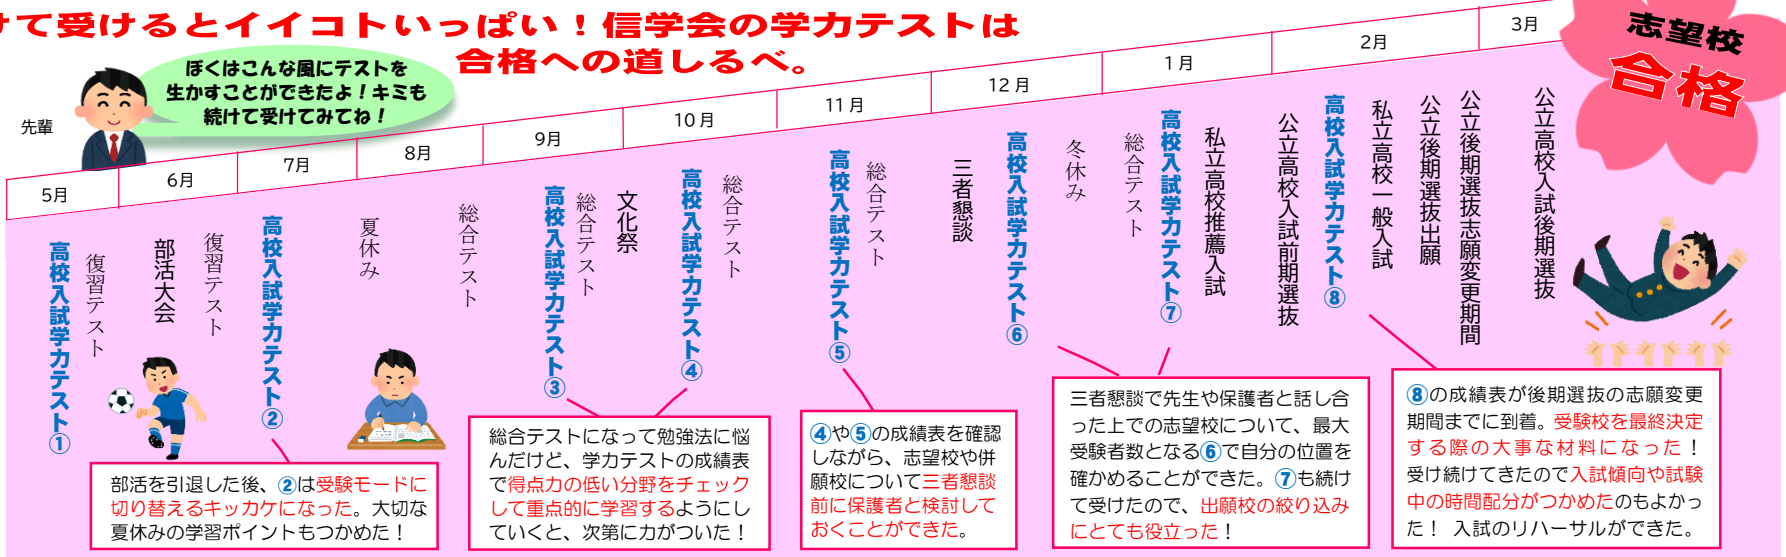 けて受けるとイイコトいっぱい！信学会の学力テストは
合格への道しるべ。
先輩
ぼくはこんな風にテストを
生かすことができたよ！キミも
続けて受けてみてね！
志望校
合格
5月
6月
7月
8月
9月
10月
11月
12月
1月
2月
3月
高校入試学力テスト①
復習テスト
部活大会
復習テスト
高校入試学力テスト②
夏休み
総合テスト
高校入試学力テスト③
総合テスト
文化祭
高校入試学力テスト④
総合テスト
高校入試学力テスト⑤
総合テスト
三者懇談
高校入試学力テスト⑥
冬休み
総合テスト
高校入試学力テスト⑦
私立高校推薦入試
公立高校入試前期選抜
高校入試学力テスト⑧
私立高校一般入試
公立後期選抜出願
公立後期選抜志願変更期間
公立高校入試後期選抜
部活を引退した後、②は受験モードに
切り替えるキッカケになった。大切な
夏休みの学習ポイントもつかめた！
総合テストになって勉強法に悩
んだけど、学力テストの成績表
で得点力の低い分野をチェック
して重点的に学習するようにし
ていくと、次第に力がついた！
④や⑤の成績表を確認
しながら、志望校や併
願校について三者懇談
前に保護者と検討して
おくことができた。
三者懇談で先生や保護者と話し合
った上での志望校について、最大
受験者数となる⑥で自分の位置を
確かめることができた。⑦も続け
て受けたので、出願校の絞り込み
にとても役立った！
⑧の成績表が後期選抜の志願変更
期間までに到着。受験校を最終決定
する際の大事な材料になった！
受け続けてきたので入試傾向や試験
中の時間配分がつかめたのもよかっ
た！ 入試のリハーサルができた。